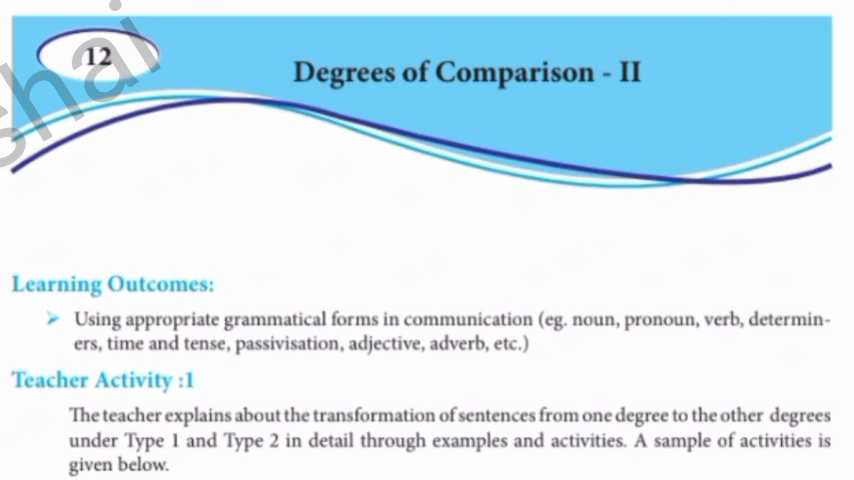 12
Degrees of Comparison - II
Learning Outcomes:
Using appropriate grammatical forms in communication (eg. noun, pronoun, verb, determin-
ers, time and tense, passivisation, adjective, adverb, etc.)
Teacher Activity :1
The teacher explains about the transformation of sentences from one degree to the other degrees
under Type 1 and Type 2 in detail through examples and activities. A sample of activities is
given below.